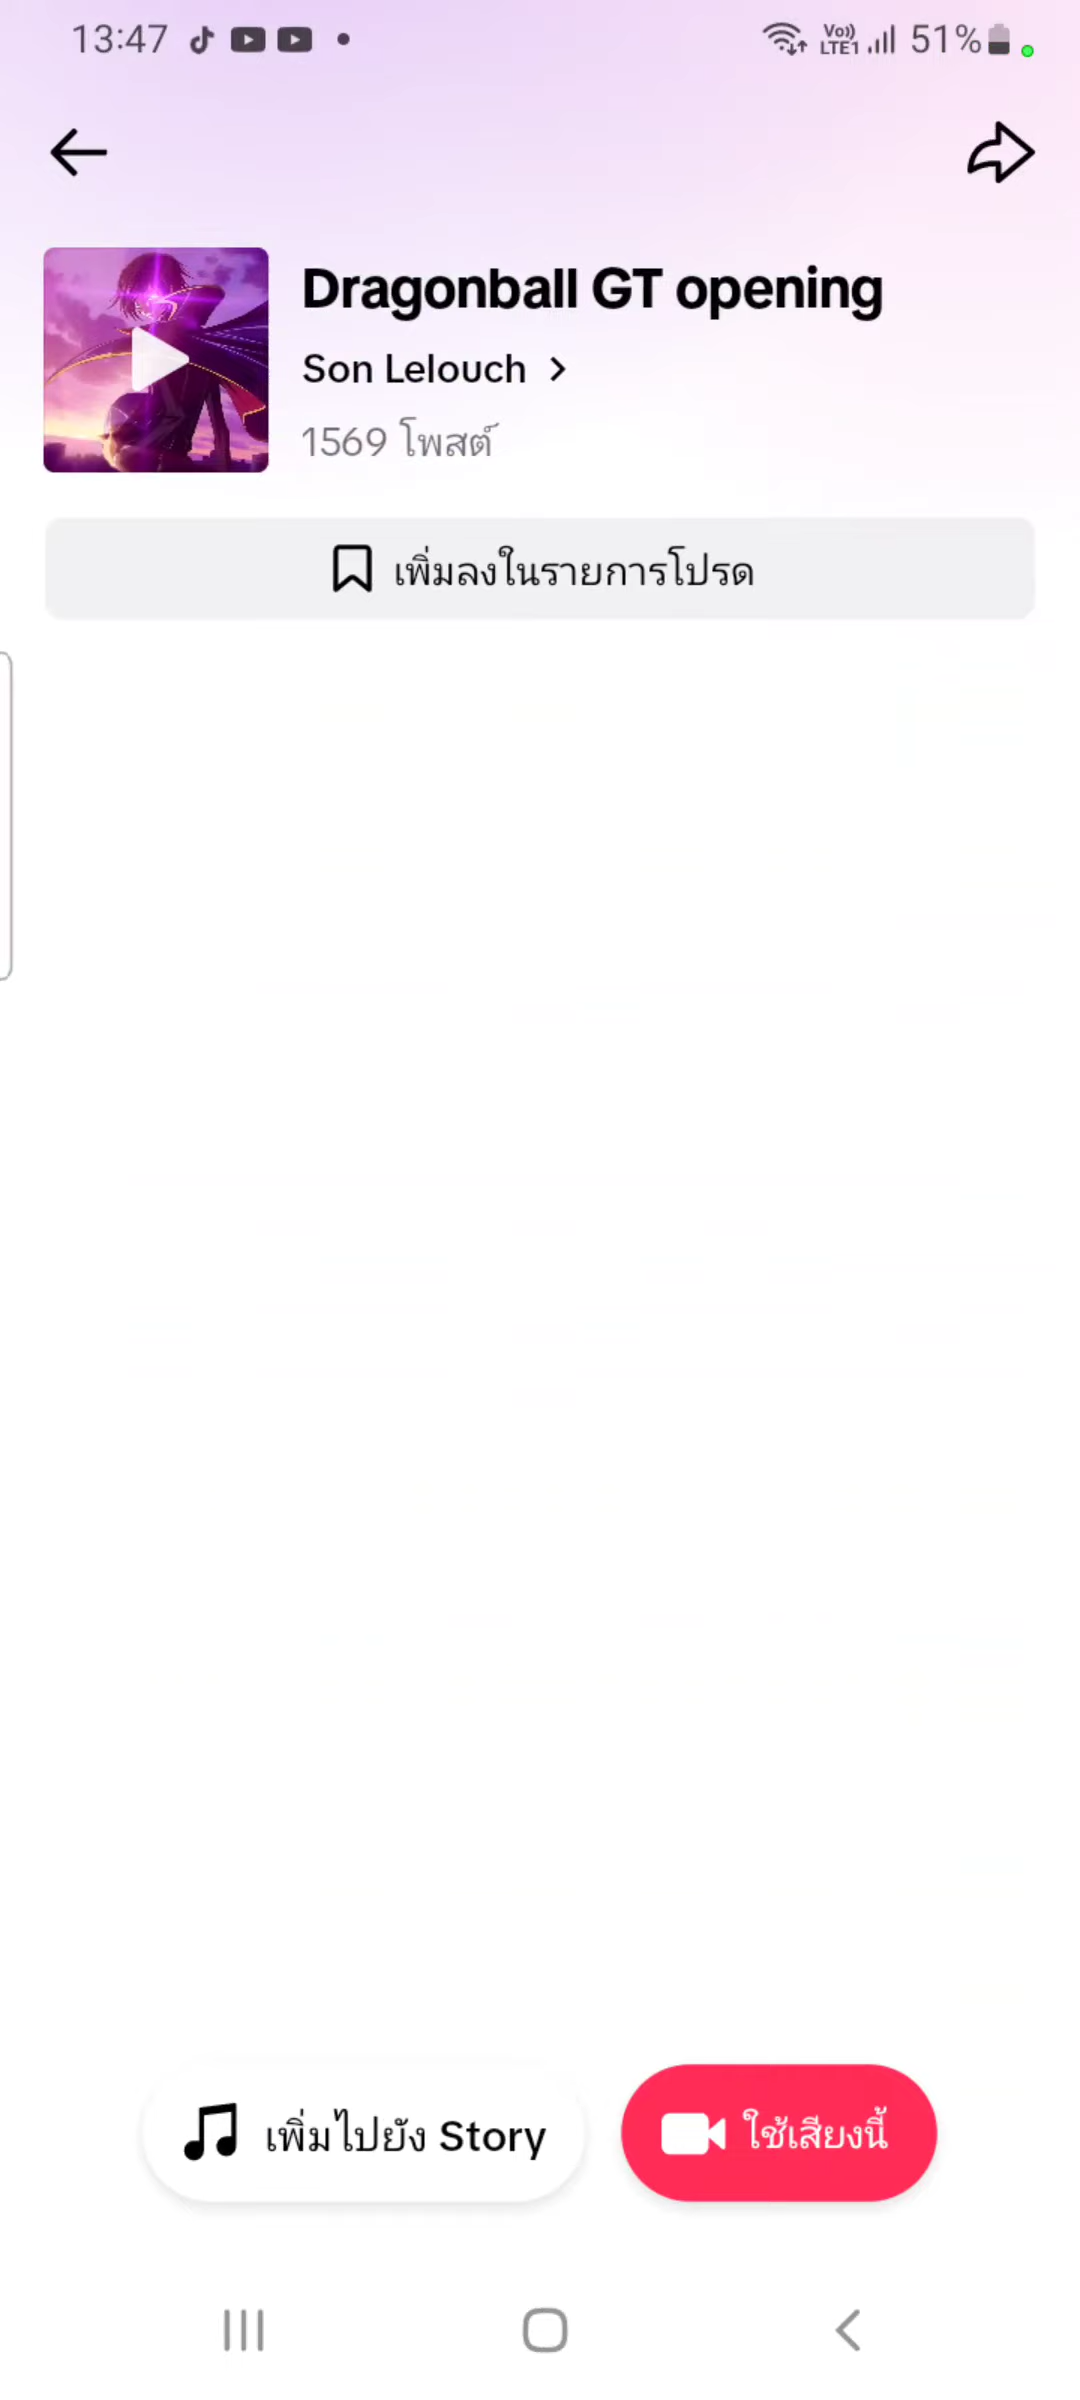 13:47 Vo)) LTE1 51%
Dragonball GT opening
Son Lelouch
1569 โพสต์
เพิ่มลงในรายการโปรด
เพิ่มไปยัง Story
ใช้เสียงนี้